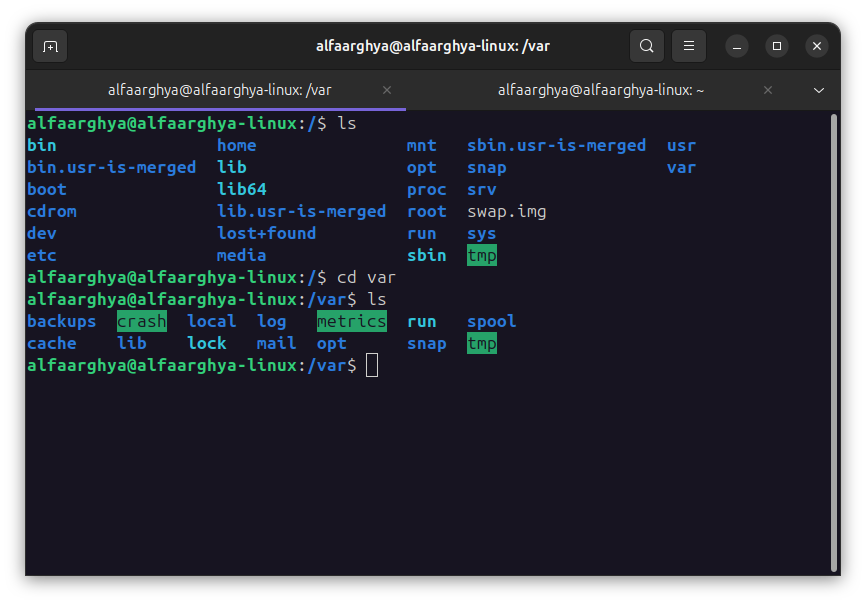 alfaarghya@alfaarghya-linux: /var
alfaarghya@alfaarghya-linux: /var alfaarghya@alfaarghya-linux: ~
alfaarghya@alfaarghya-linux:/$ ls
bin home mnt sbin.usr-is-merged usr
bin.usr-is-merged lib opt snap var
boot lib64 proc srv
cdrom lib.usr-is-merged root swap.img
dev lost+found run sys
etc media sbin tmp
alfaarghya@alfaarghya-linux:/$ cd var
alfaarghya@alfaarghya-linux:/var$ ls
backups crash local log metrics run spool
cache lib lock mail opt snap tmp
alfaarghya@alfaarghya-linux:/var$